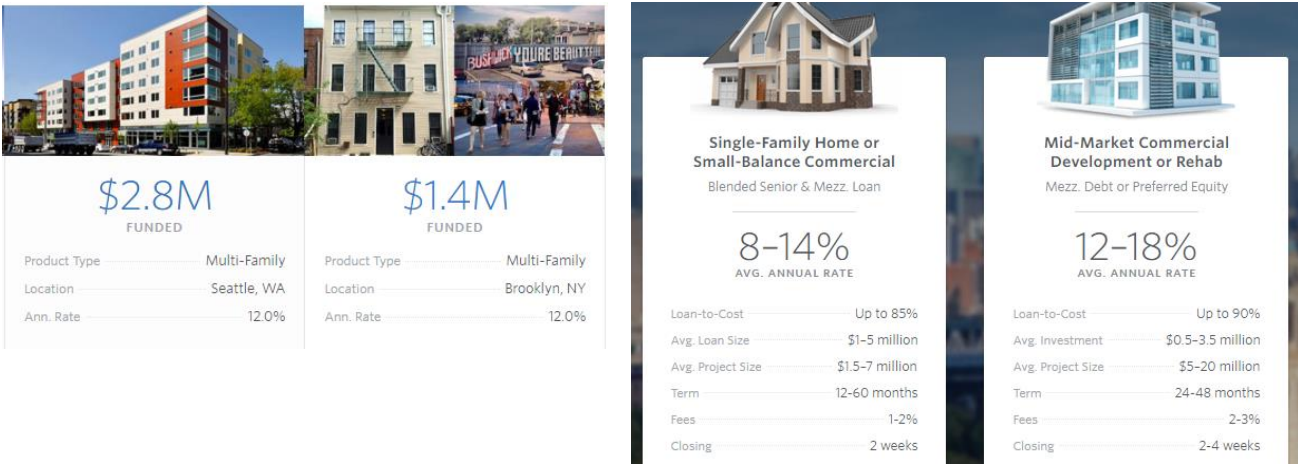 BUSHWICK YOURE BEAUTIFUL
$2.8M
FUNDED
Product Type Multi-Family
Location Seattle, WA
Ann. Rate 12.0%
$1.4M
FUNDED
Product Type Multi-Family
Location Brooklyn, NY
Ann. Rate 12.0%
Single-Family Home or
Small-Balance Commercial
Blended Senior & Mezz. Loan
8–14%
AVG. ANNUAL RATE
Loan-to-Cost Up to 85%
Avg. Loan Size $1–5 million
Avg. Project Size $1.5–7 million
Term 12-60 months
Fees 1-2%
Closing 2 weeks
Mid-Market Commercial
Development or Rehab
Mezz. Debt or Preferred Equity
12–18%
AVG. ANNUAL RATE
Loan-to-Cost Up to 90%
Avg. Investment $0.5–3.5 million
Avg. Project Size $5–20 million
Term 24-48 months
Fees 2-3%
Closing 2-4 weeks